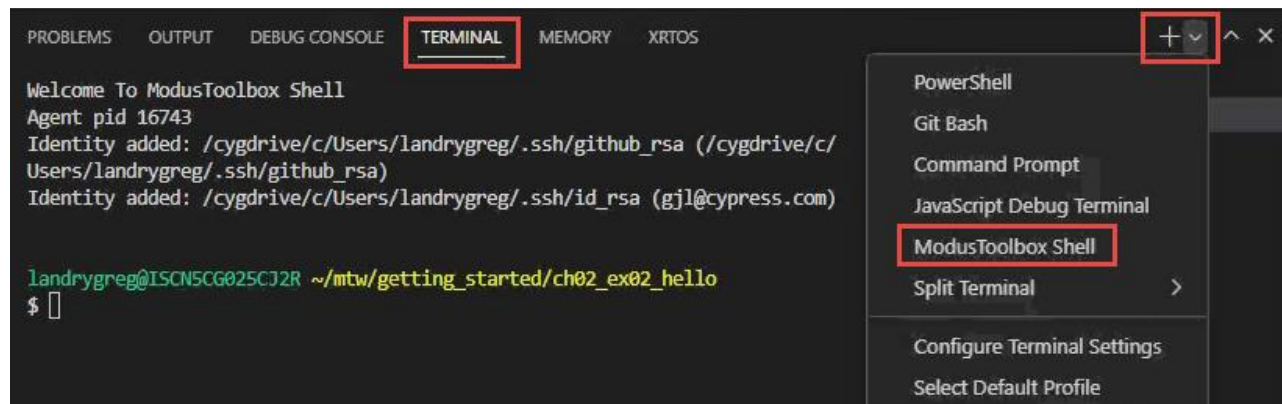 PROBLEMS OUTPUT DEBUG CONSOLE TERMINAL MEMORY XRTOS
Welcome To ModusToolbox Shell
Agent pid 16743
Identity added: /cygdrive/c/Users/landrygreg/.ssh/github_rsa (/cygdrive/c/
Users/landrygreg/.ssh/github_rsa)
Identity added: /cygdrive/c/Users/landrygreg/.ssh/id_rsa (gjl@cypress.com)
landrygreg@ISCN5CG025CJ2R ~/mtw/getting_started/ch02_ex02_hello
$
PowerShell
Git Bash
Command Prompt
JavaScript Debug Terminal
ModusToolbox Shell
Split Terminal
Configure Terminal Settings
Select Default Profile